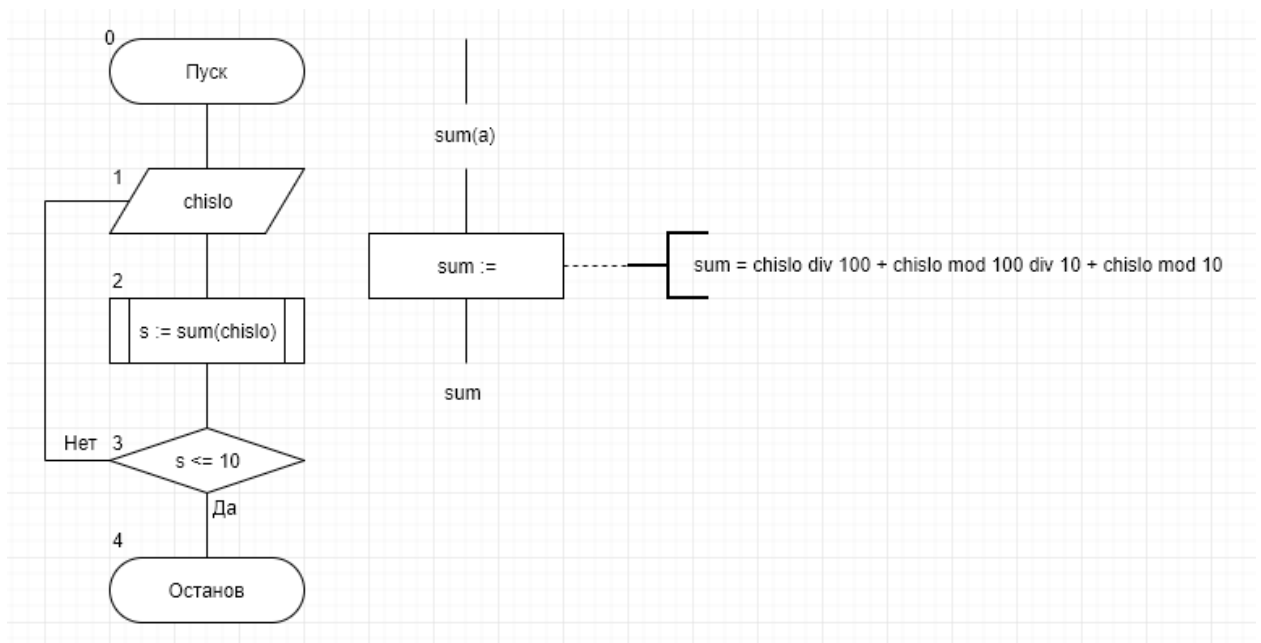 0
Пуск
1
chislo
2
s := sum(chislo)
Нет 3
s <= 10
Да
4
Останов
sum(a)
sum :=
sum = chislo div 100 + chislo mod 100 div 10 + chislo mod 10
sum